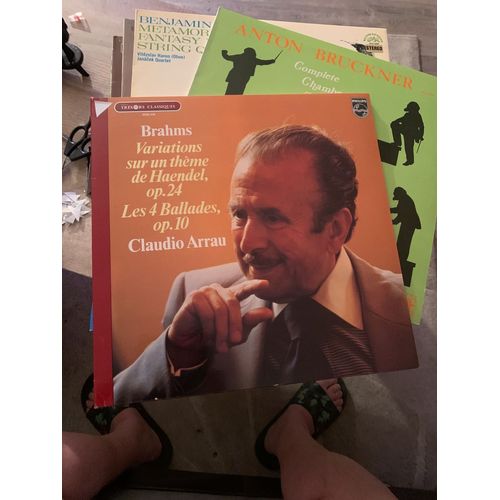 BENJAMIN
METAMOR
FANTASY
STRING Q
Vítězslav Hanus (Oboe)
Janáček Quartet
STEREO
ANTON BRUCKNER
Complete
Chamb
TRÉSORS CLASSIQUES
PHILIPS
Brahms
Variations
sur un thème
de Haendel,
op.24
Les 4 Ballades,
op.10
Claudio Arrau